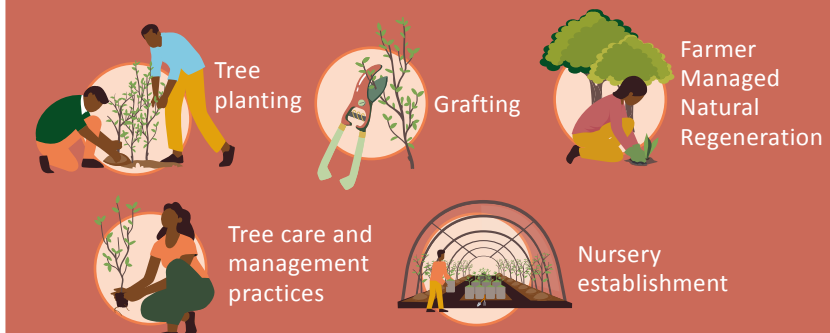 Tree
planting
Grafting
Farmer
Managed
Natural
Regeneration
Tree care and
management
practices
Nursery
establishment